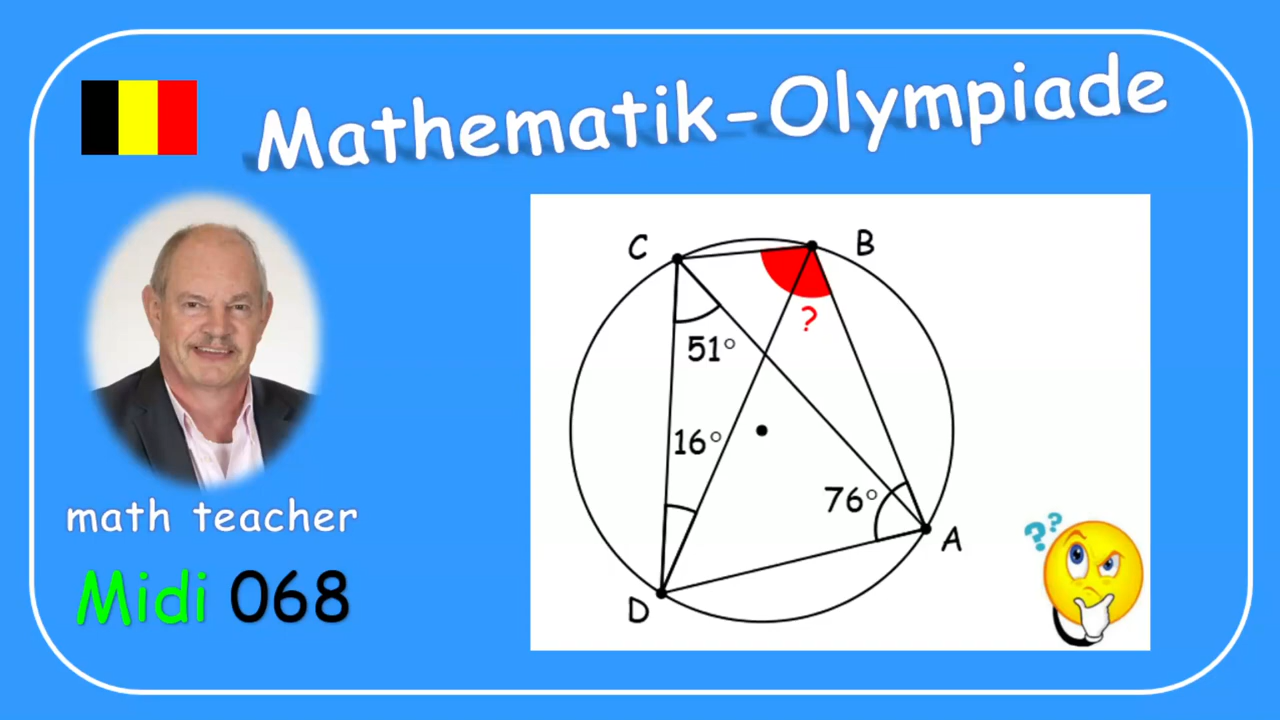 Mathematik-Olympiade
math teacher
Midi 068
C
B
?
51°
16°
76°
A
D
??